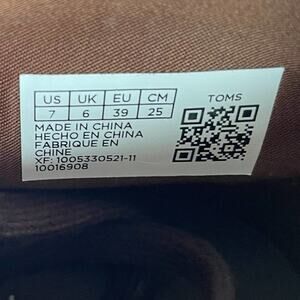 US UK EU CM TOMS
7 6 39 25
MADE IN CHINA
HECHO EN CHINA
FABRIQUE EN
CHINE
XF: 1005330521-11
10016908